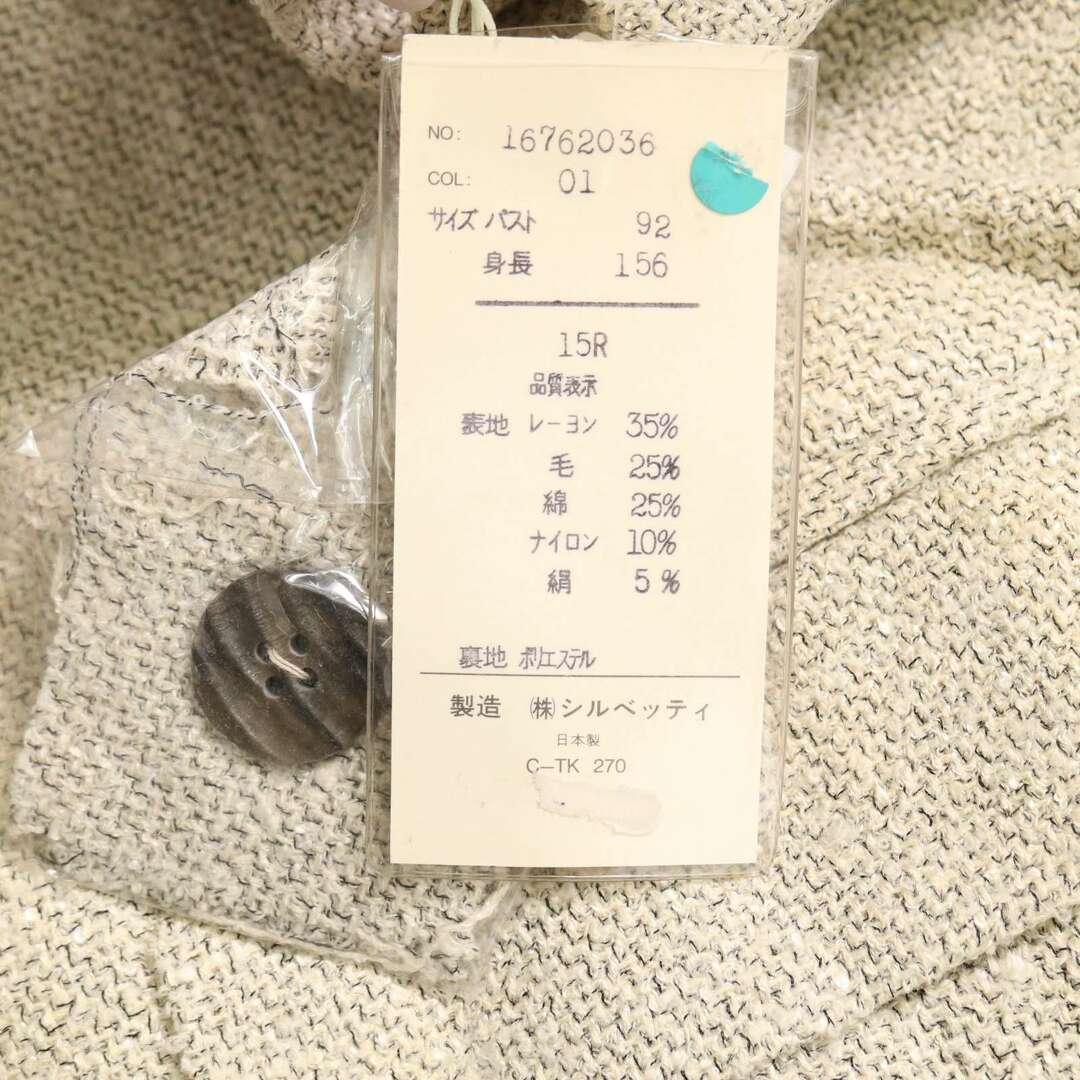 NO: 16762036
COL: 01
サイズ バスト 92
身長 156
15R
品質表示
表地 レーヨン 35%
毛 25%
綿 25%
ナイロン 10%
絹 5%
裏地 ポリエステル
製造 (株)シルベッティ
日本製
C-TK 270